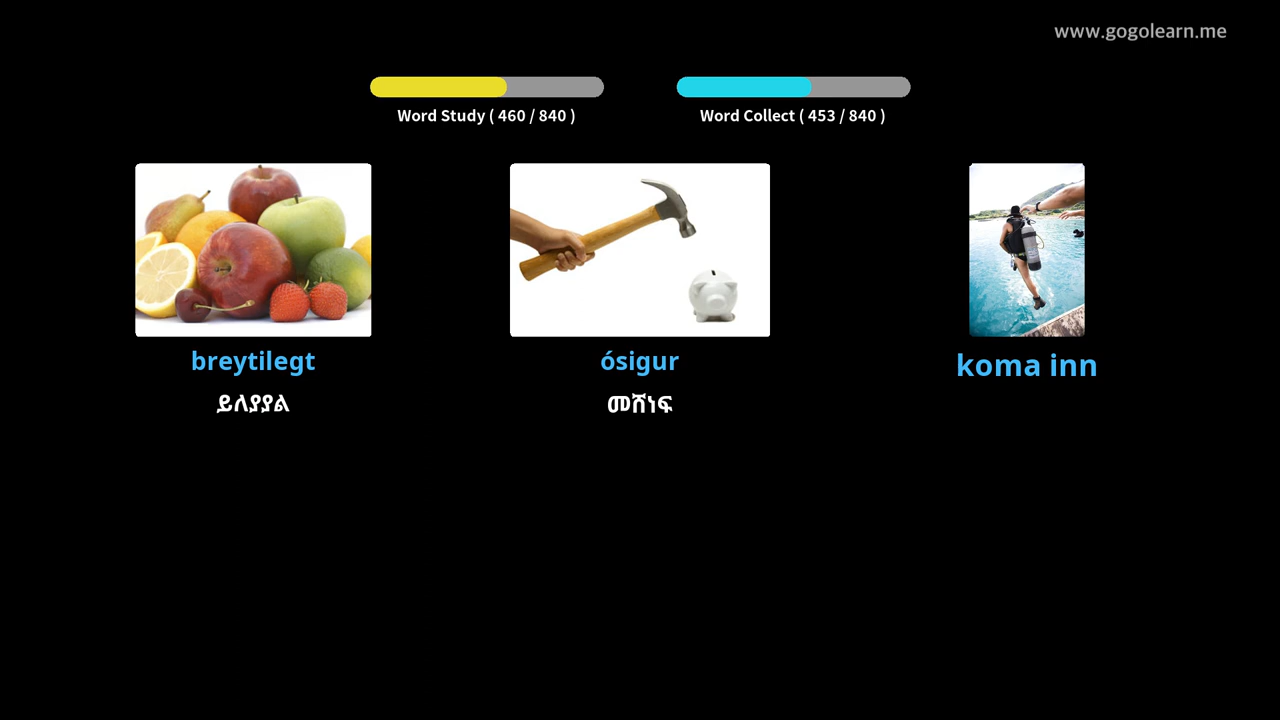 www.gogolearn.me
Word Study ( 460 / 840 )
Word Collect ( 453 / 840 )
breytilegt
ósigur
koma inn
ይለያያል
መሸነፍ